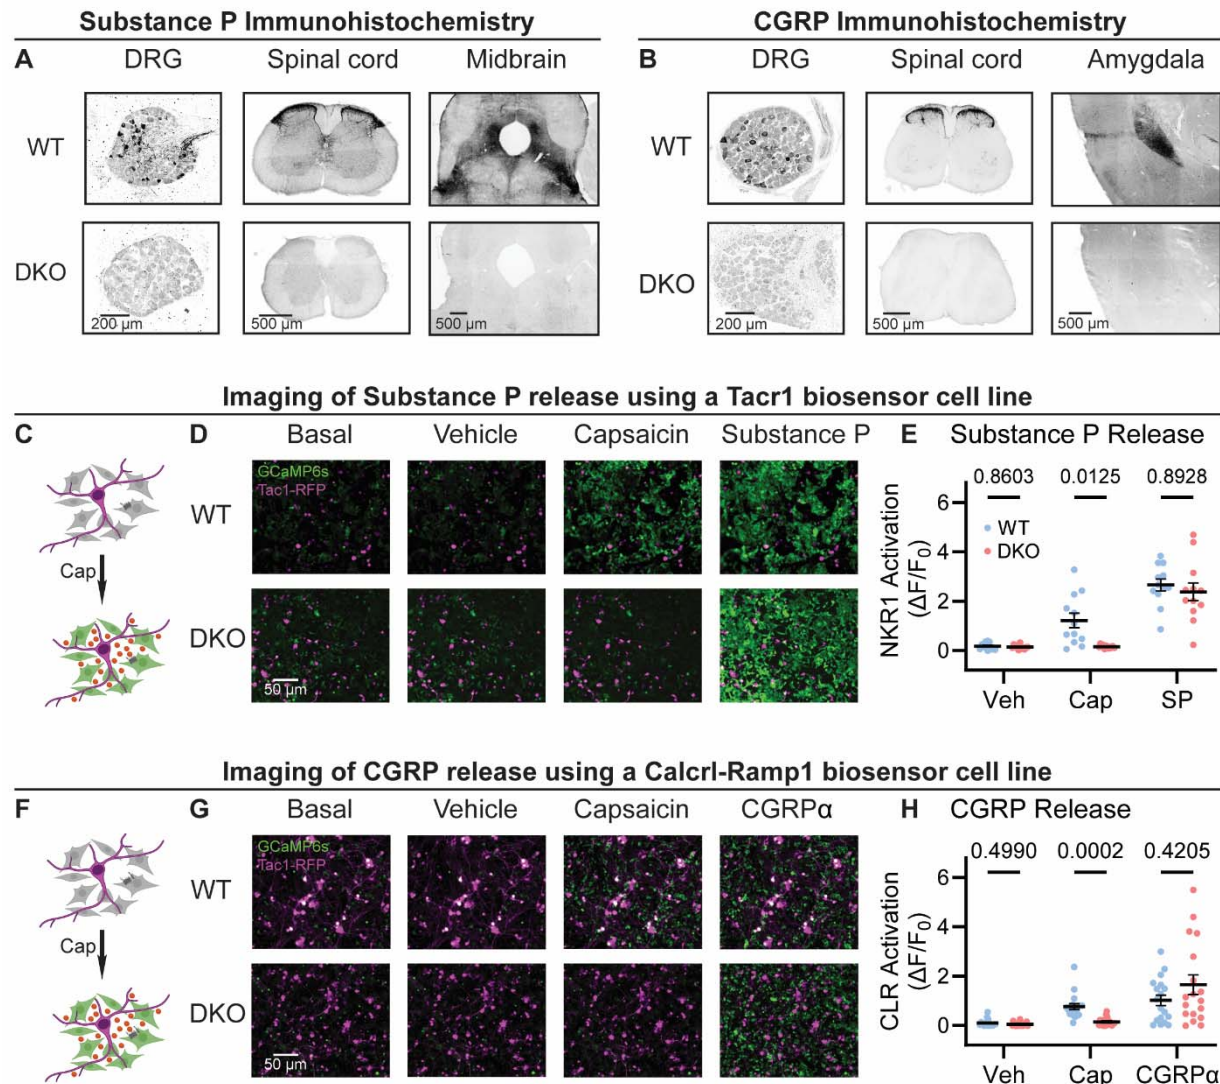 Substance P Immunohistochemistry
A DRG Spinal cord Midbrain
WT
DKO
200 µm 500 µm 500 µm
CGRP Immunohistochemistry
B DRG Spinal cord Amygdala
WT
DKO
200 µm 500 µm 500 µm
Imaging of Substance P release using a Tacr1 biosensor cell line
C
Cap
D Basal Vehicle Capsaicin Substance P
GCaMP6s
Tac1-RFP
WT
DKO
50 µm
E Substance P Release
0.8603 0.0125 0.8928
6
4
2
0
WT
DKO
NKR1 Activation
(ΔF/F₀)
Veh Cap SP
Imaging of CGRP release using a Calcrl-Ramp1 biosensor cell line
F
Cap
G Basal Vehicle Capsaicin CGRPα
GCaMP6s
Tac1-RFP
WT
DKO
50 µm
H CGRP Release
0.4990 0.0002 0.4205
6
4
2
0
CLR Activation
(ΔF/F₀)
Veh Cap CGRPα